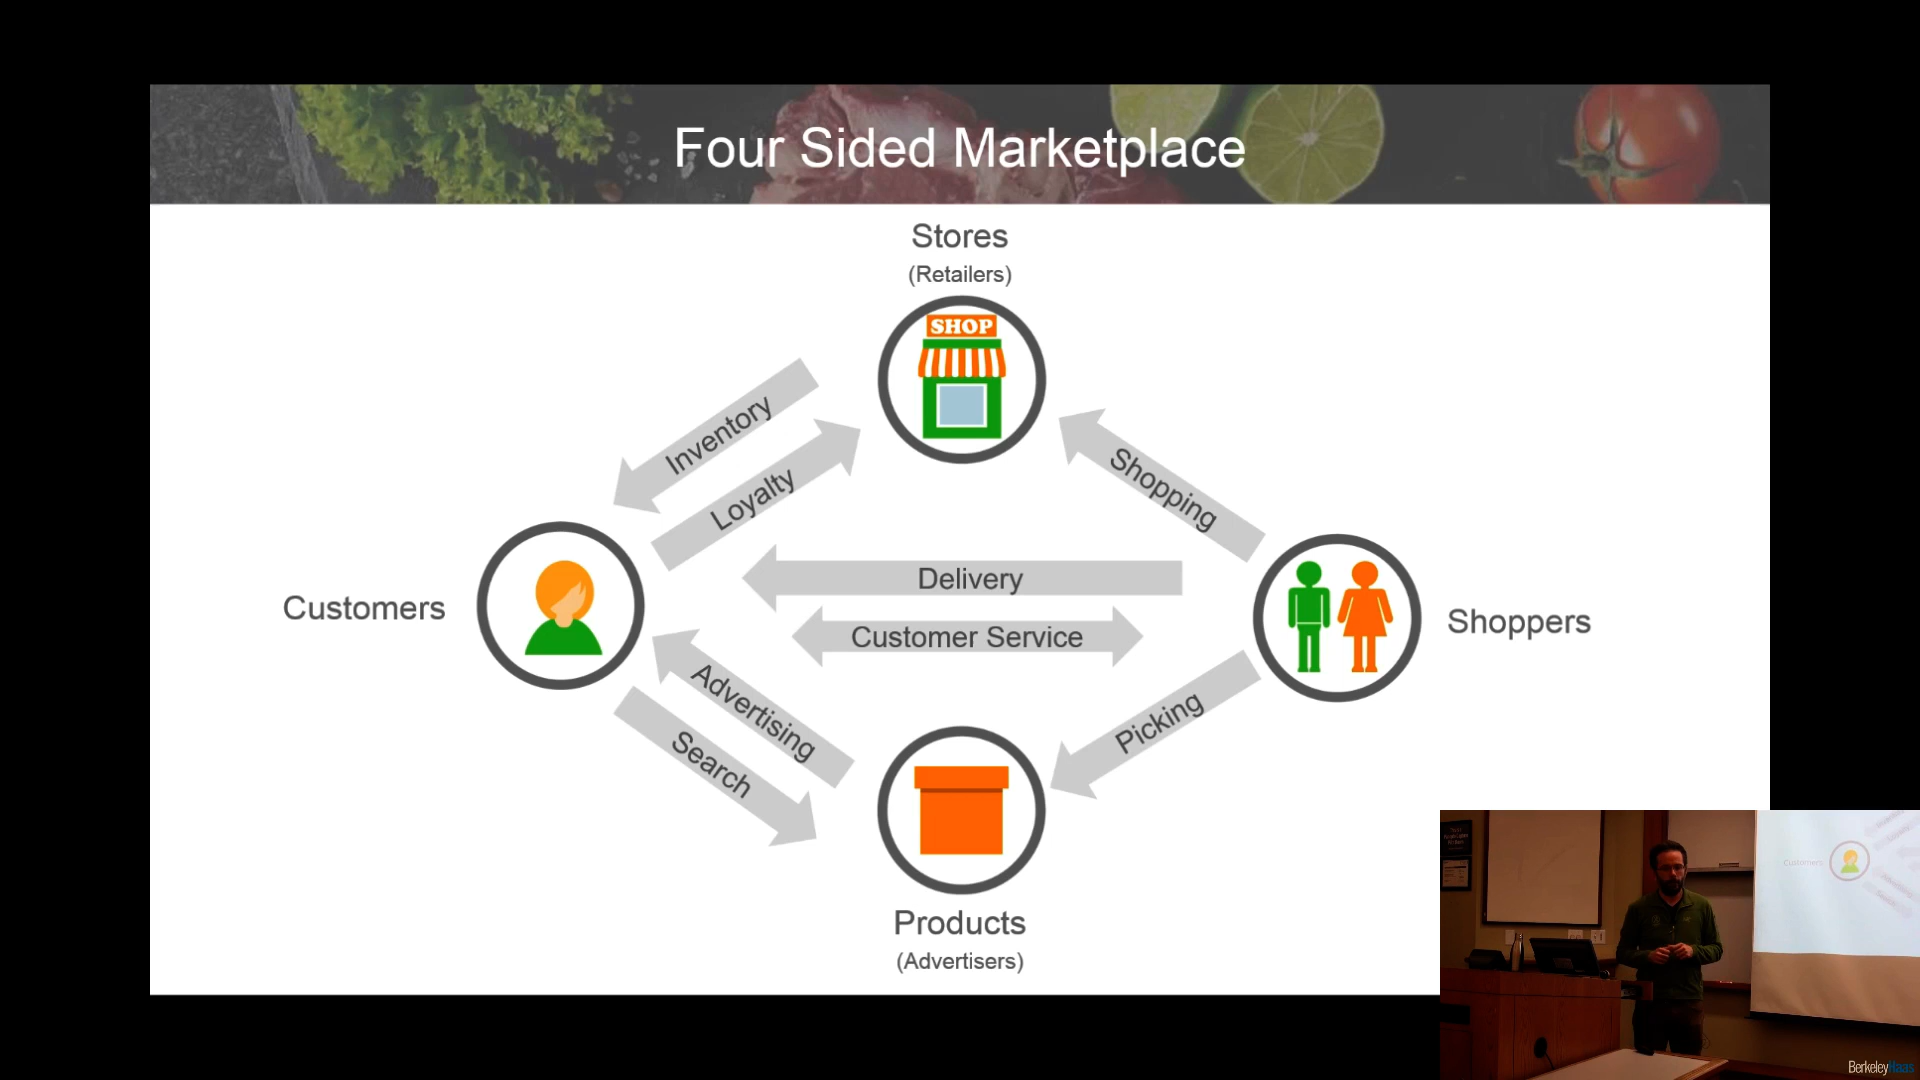 Four Sided Marketplace
Stores
(Retailers)
SHOP
Inventory
Loyalty
Shopping
Delivery
Customer Service
Customers
Shoppers
Advertising
Search
Picking
Products
(Advertisers)
Customers
BerkeleyHaas